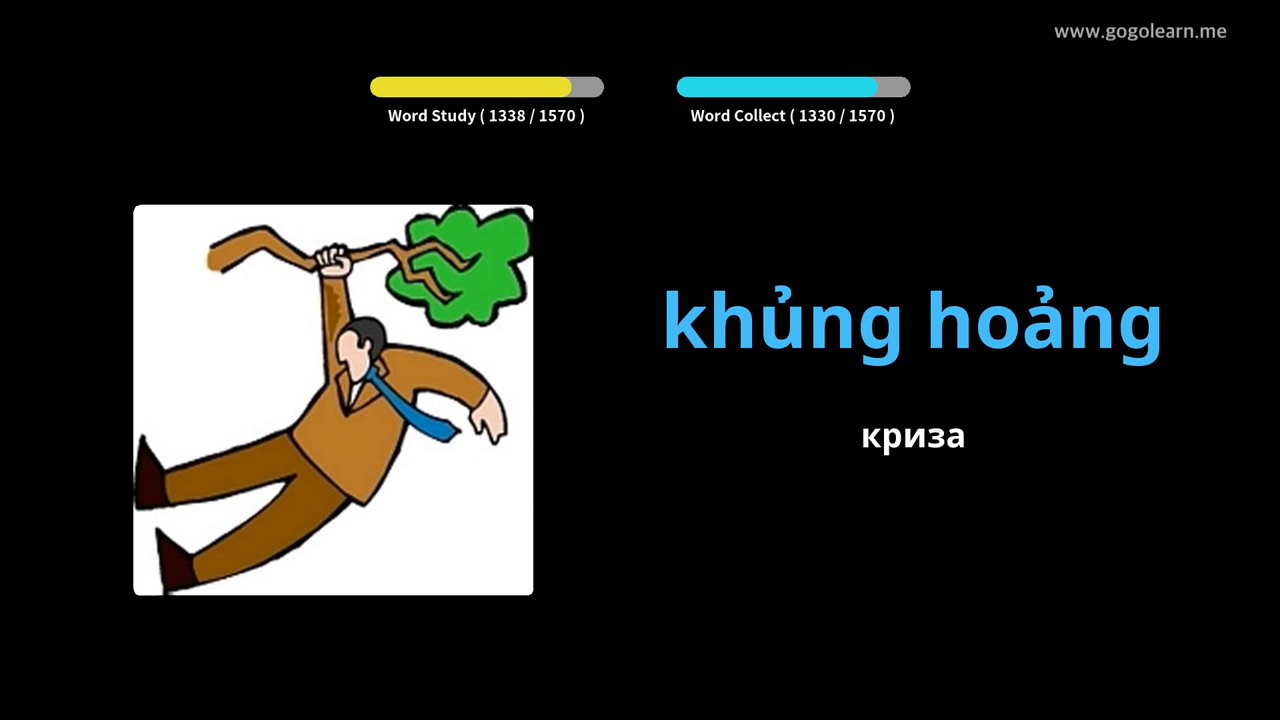 www.gogolearn.me
Word Study ( 1338 / 1570 )
Word Collect ( 1330 / 1570 )
khủng hoảng
криза